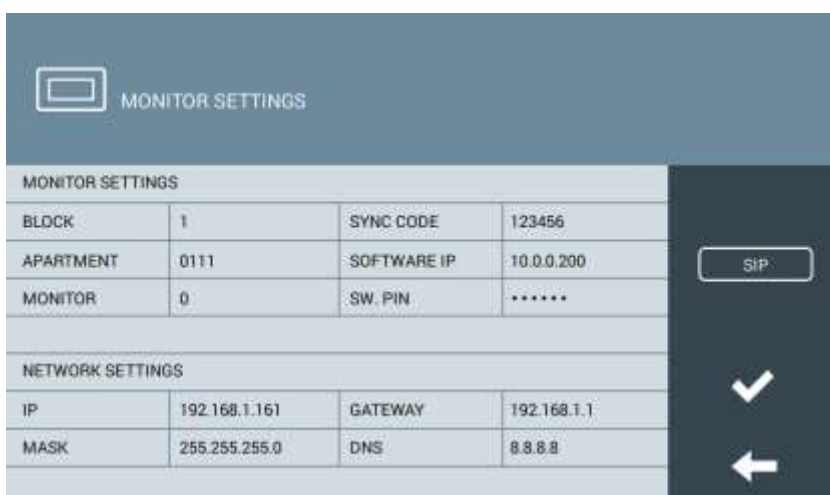 MONITOR SETTINGS
MONITOR SETTINGS
BLOCK 1 SYNC CODE 123456
APARTMENT 0111 SOFTWARE IP 10.0.0.200
MONITOR 0 SW. PIN ••••••
NETWORK SETTINGS
IP 192.168.1.161 GATEWAY 192.168.1.1
MASK 255.255.255.0 DNS 8.8.8.8
SIP